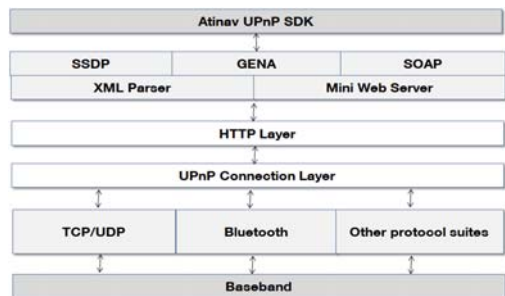 Atinav UPnP SDK
SSDP GENA SOAP
XML Parser Mini Web Server
HTTP Layer
UPnP Connection Layer
TCP/UDP Bluetooth Other protocol suites
Baseband